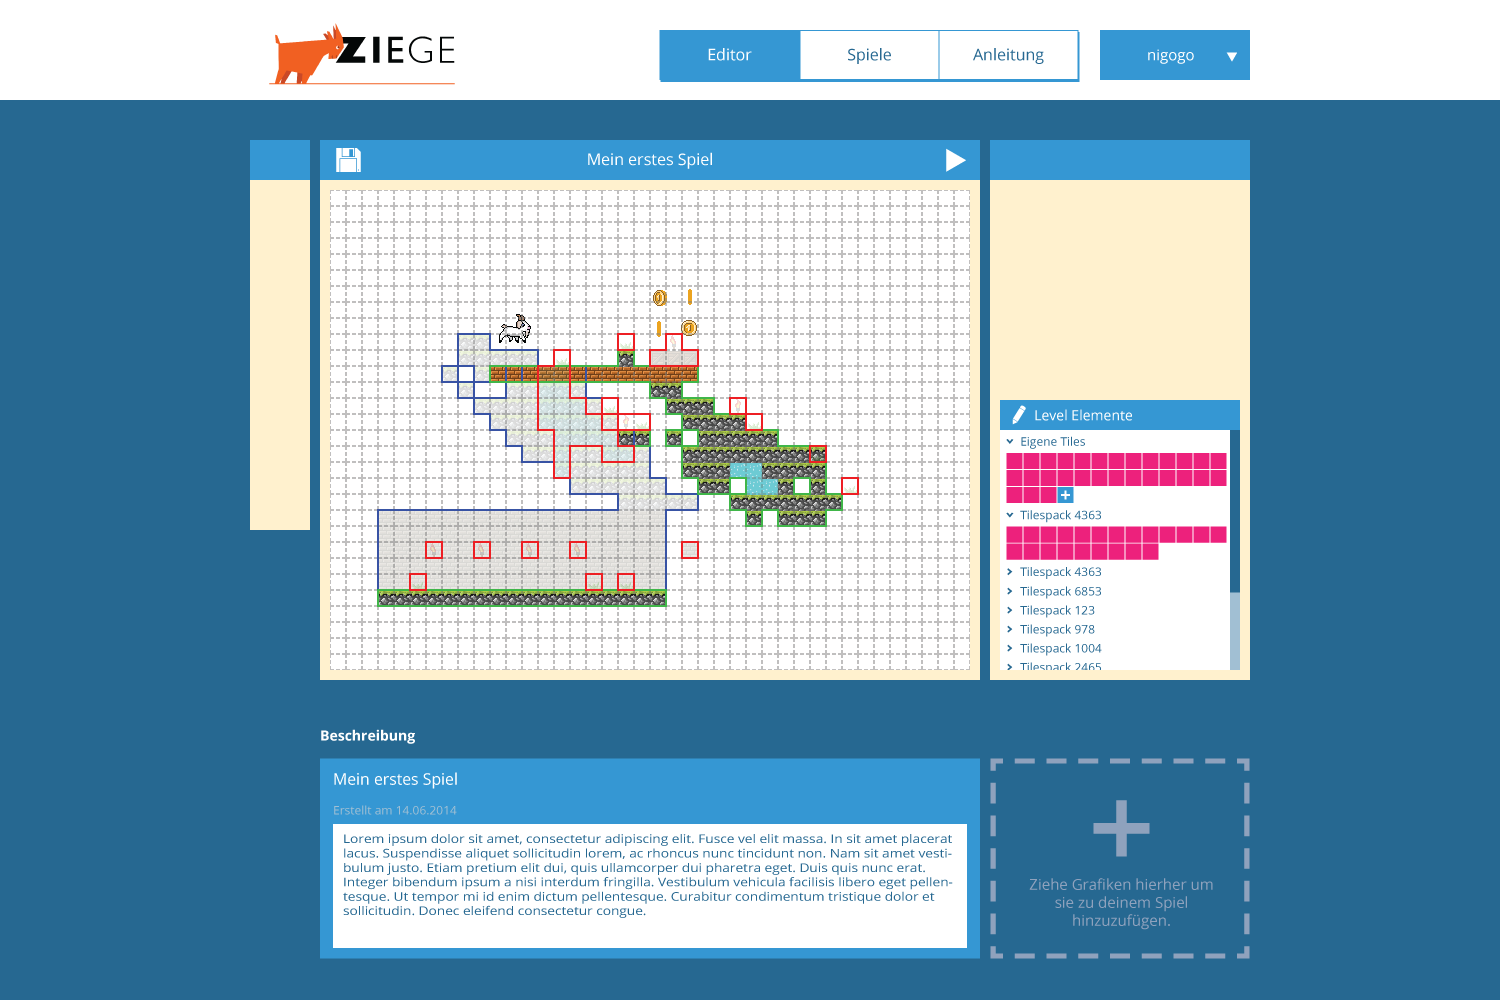 ZIEGE
Editor
Spiele
Anleitung
nigogo
Mein erstes Spiel
Level Elemente
Eigene Tiles
Tilespack 4363
Tilespack 4363
Tilespack 6853
Tilespack 123
Tilespack 978
Tilespack 1004
Tilespack 2465
Beschreibung
Mein erstes Spiel
Erstellt am 14.06.2014
Lorem ipsum dolor sit amet, consectetur adipiscing elit. Fusce vel elit massa. In sit amet placerat
lacus. Suspendisse aliquet sollicitudin lorem, ac rhoncus nunc tincidunt non. Nam sit amet vesti-
bulum justo. Etiam pretium elit dui, quis ullamcorper dui pharetra eget. Duis quis nunc erat.
Integer bibendum ipsum a nisi interdum fringilla. Vestibulum vehicula facilisis libero eget pellen-
tesque. Ut tempor mi id enim dictum pellentesque. Curabitur condimentum tristique dolor et
sollicitudin. Donec eleifend consectetur congue.
Ziehe Grafiken hierher um
sie zu deinem Spiel
hinzuzufügen.